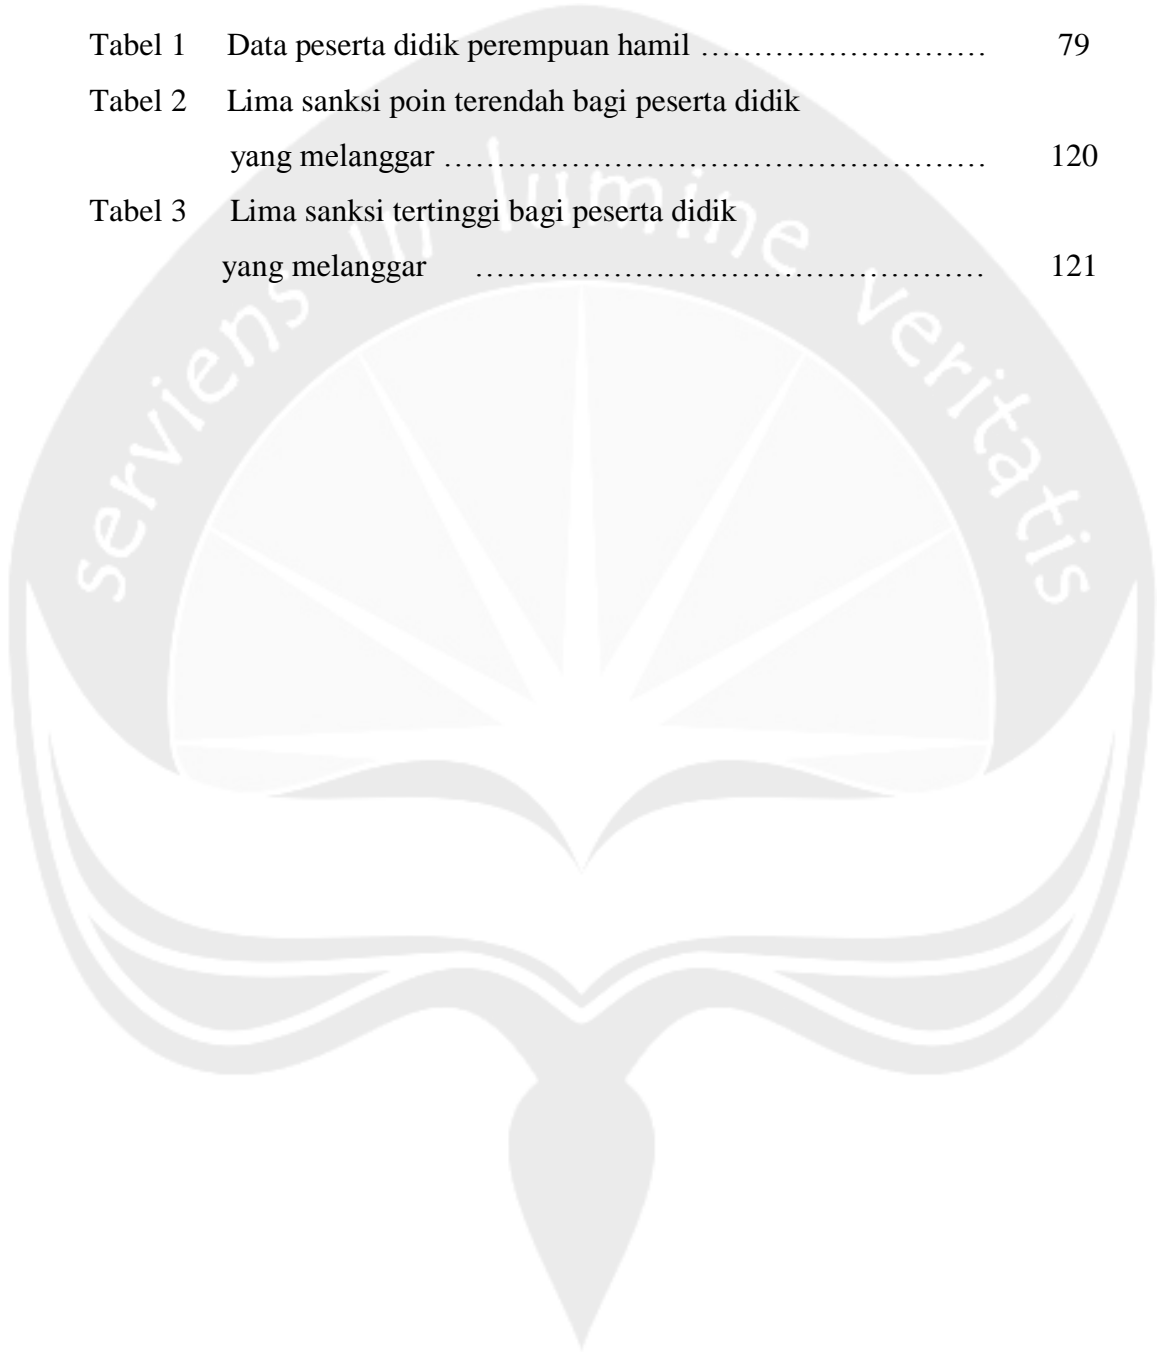 Tabel 1 Data peserta didik perempuan hamil ........................ 79
Tabel 2 Lima sanksi poin terendah bagi peserta didik
yang melanggar ............................................... 120
Tabel 3 Lima sanksi tertinggi bagi peserta didik
yang melanggar ............................................ 121
serviens in lumine veritatis